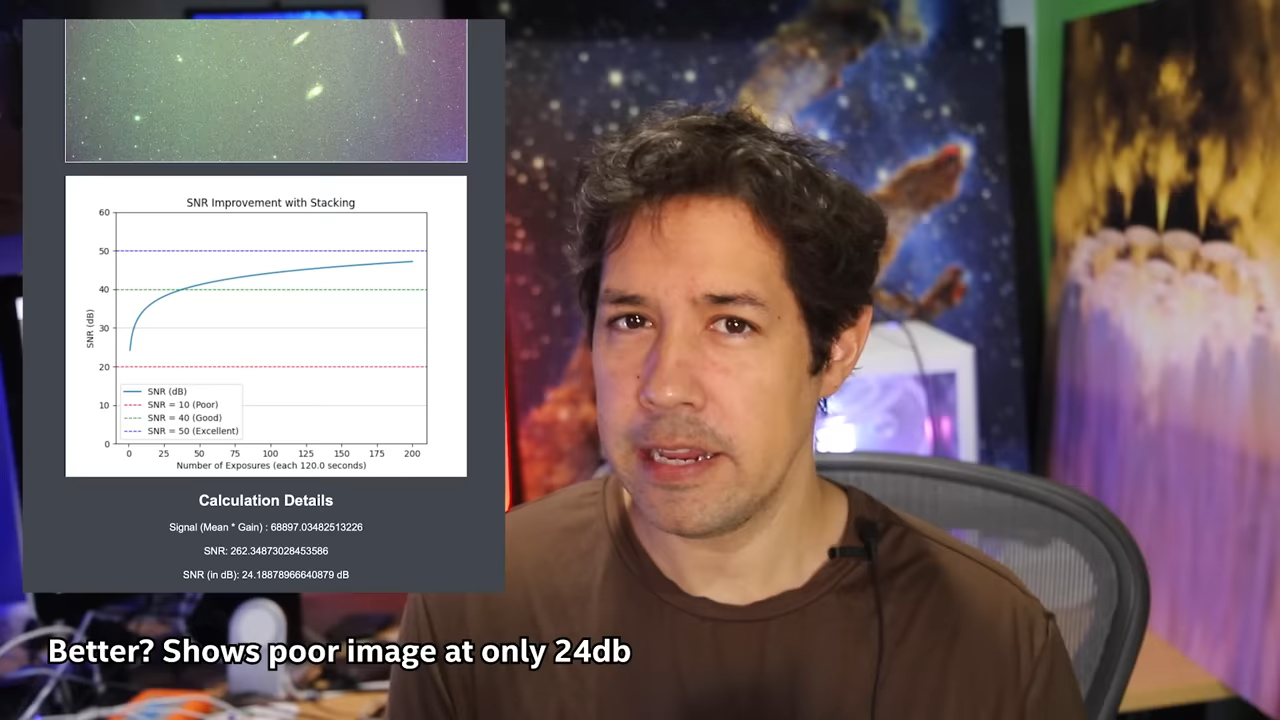 SNR Improvement with Stacking
60
50
40
30
20
10
0
SNR (dB)
SNR (dB)
SNR = 10 (Poor)
SNR = 40 (Good)
SNR = 50 (Excellent)
0
25
50
75
100
125
150
175
200
Number of Exposures (each 120.0 seconds)
Calculation Details
Signal (Mean * Gain) : 68897.03482513226
SNR: 262.34873028453586
SNR (in dB): 24.18878966640879 dB
Better? Shows poor image at only 24db